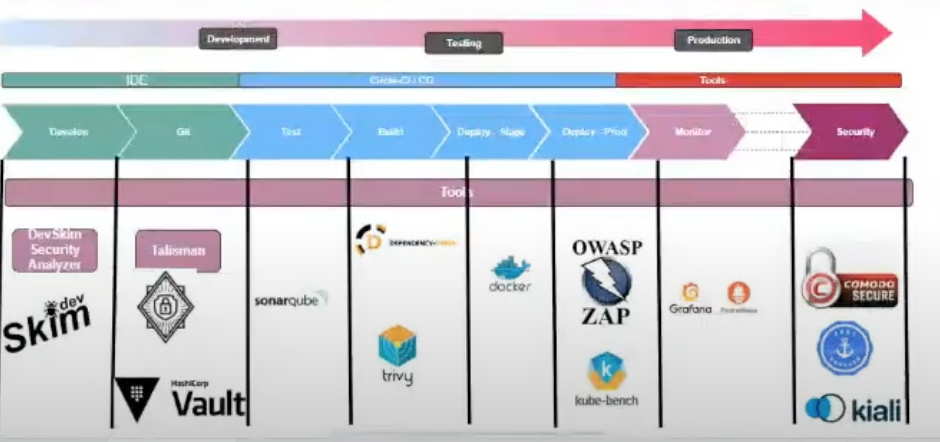 Development
Testing
Production
IDE
Circle-CI / CD
Tools
Develop
Git
Test
Build
Deploy - Stage
Deploy - Prod
Monitor
Security
Tools
DevSkim
Security
Analyzer
Talisman
DEPENDENCY-CHECK
OWASP
ZAP
docker
sonarqube
Grafana
Prometheus
COMODO
SECURE
dev
Skim
trivy
HashiCorp
Vault
kube-bench
kiali